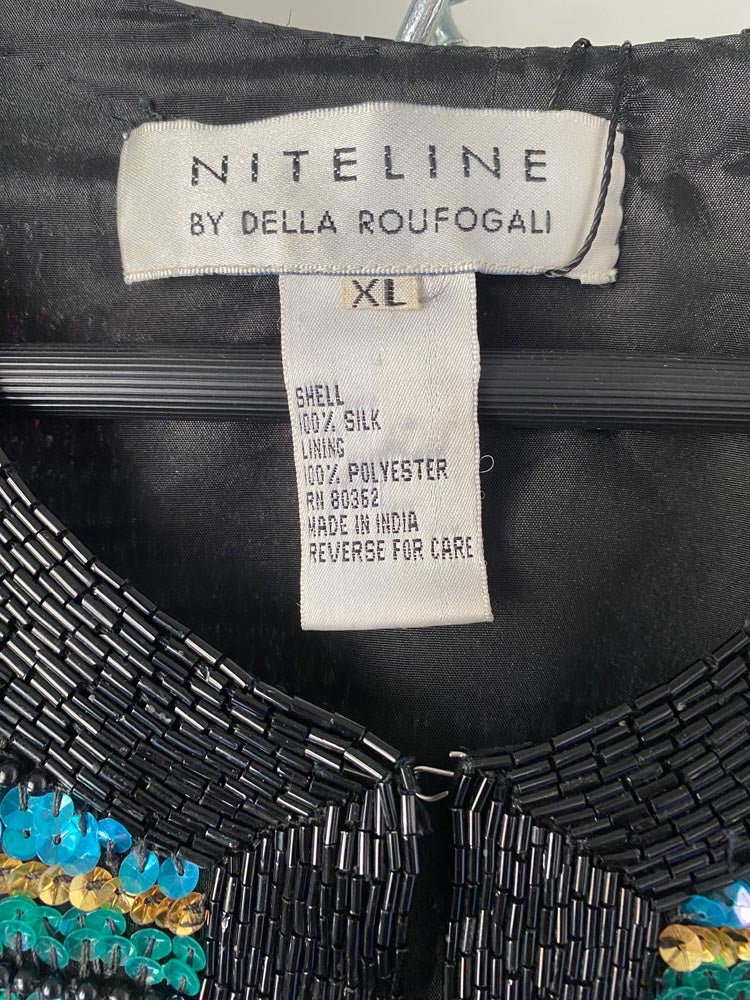 NITELINE
BY DELLA ROUFOGALI
XL
SHELL
100% SILK
LINING
100% POLYESTER
RN 80362
MADE IN INDIA
REVERSE FOR CARE